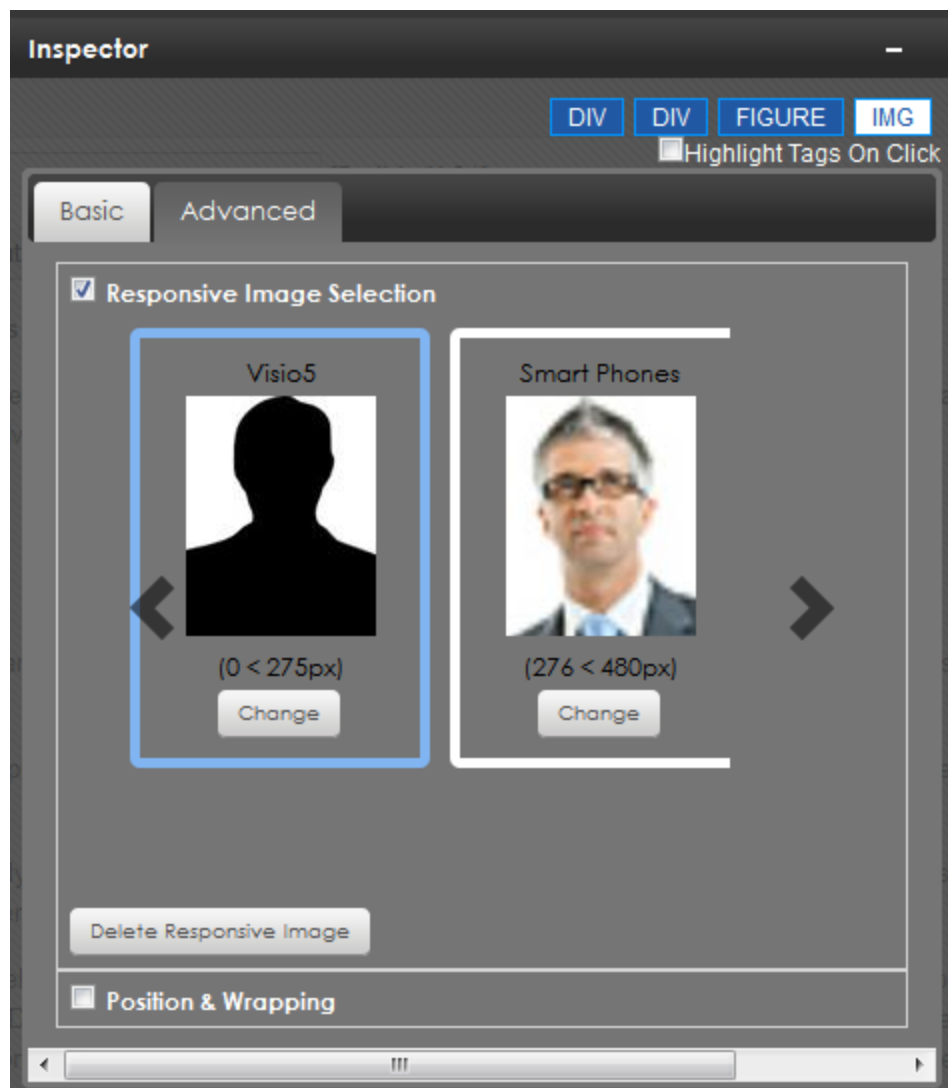 Inspector
DIV DIV FIGURE IMG
Highlight Tags On Click
Basic Advanced
Responsive Image Selection
Visio5 Smart Phones
(0 < 275px) (276 < 480px)
Change Change
Delete Responsive Image
Position & Wrapping